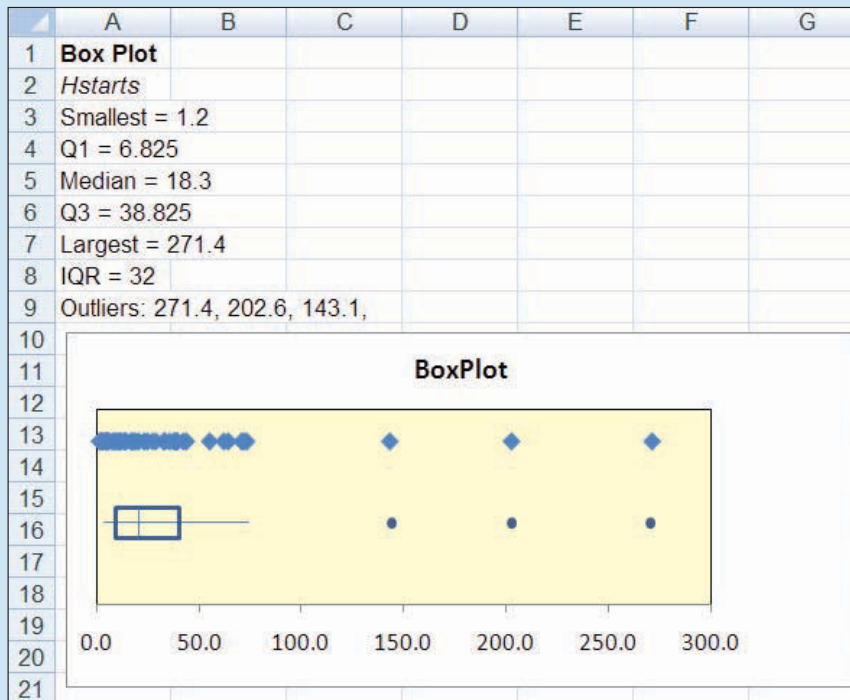 A B C D E F G
1 Box Plot
2 Hstarts
3 Smallest = 1.2
4 Q1 = 6.825
5 Median = 18.3
6 Q3 = 38.825
7 Largest = 271.4
8 IQR = 32
9 Outliers: 271.4, 202.6, 143.1,
10
11 BoxPlot
12
13
14
15
16
17
18
19
0.0 50.0 100.0 150.0 200.0 250.0 300.0
20
21